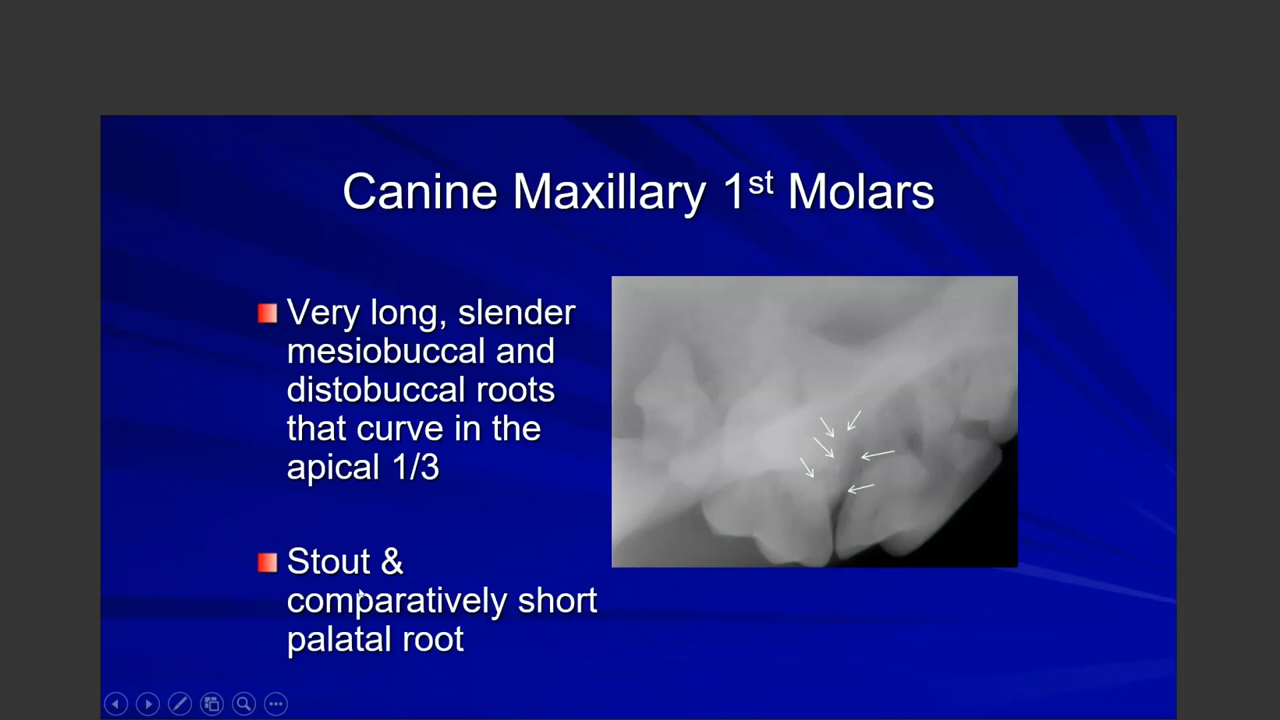 Canine Maxillary 1st Molars
Very long, slender
mesiobuccal and
distobuccal roots
that curve in the
apical 1/3
Stout &
comparatively short
palatal root